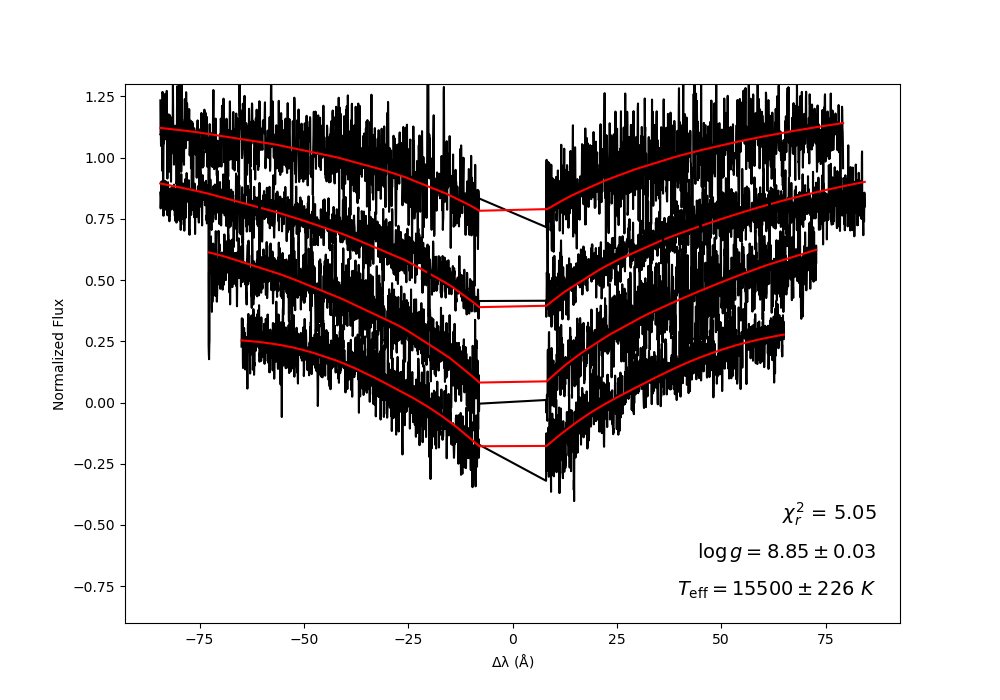 1.25
1.00
0.75
0.50
0.25
0.00
−0.25
−0.50
−0.75
Normalized Flux
χ²ᵣ = 5.05
log g = 8.85 ± 0.03
T_eff = 15500 ± 226 K
−75 −50 −25 0 25 50 75
Δλ (Å)